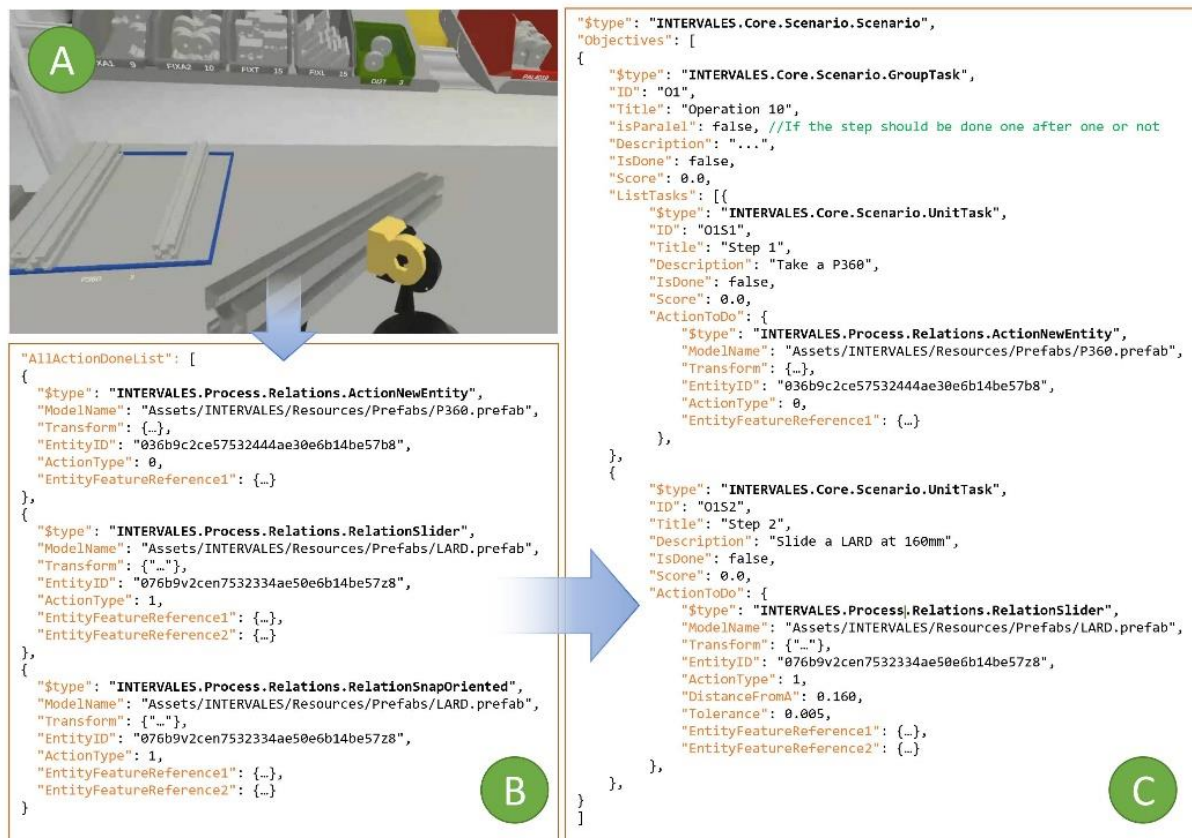 A
XA1 9
FIXA2 10
FIXT 15
FIXL 15
OUT 3
"AllActionDoneList": [
{
"$type": "INTERVALES.Process.Relations.ActionNewEntity",
"ModelName": "Assets/INTERVALES/Resources/Prefabs/P360.prefab",
"Transform": {…},
"EntityID": "036b9c2ce57532444ae30e6b14be57b8",
"ActionType": 0,
"EntityFeatureReference1": {…}
},
{
"$type": "INTERVALES.Process.Relations.RelationSlider",
"ModelName": "Assets/INTERVALES/Resources/Prefabs/LARD.prefab",
"Transform": {"…"},
"EntityID": "076b9v2cen7532334ae50e6b14be57z8",
"ActionType": 1,
"EntityFeatureReference1": {…},
"EntityFeatureReference2": {…}
},
{
"$type": "INTERVALES.Process.Relations.RelationSnapOriented",
"ModelName": "Assets/INTERVALES/Resources/Prefabs/LARD.prefab",
"Transform": {"…"},
"EntityID": "076b9v2cen7532334ae50e6b14be57z8",
"ActionType": 1,
"EntityFeatureReference1": {…},
"EntityFeatureReference2": {…}
}
B
"$type": "INTERVALES.Core.Scenario.Scenario",
"Objectives": [
{
"$type": "INTERVALES.Core.Scenario.GroupTask",
"ID": "O1",
"Title": "Operation 10",
"isParalel": false, //If the step should be done one after one or not
"Description": "...",
"IsDone": false,
"Score": 0.0,
"ListTasks": [{
"$type": "INTERVALES.Core.Scenario.UnitTask",
"ID": "O1S1",
"Title": "Step 1",
"Description": "Take a P360",
"IsDone": false,
"Score": 0.0,
"ActionToDo": {
"$type": "INTERVALES.Process.Relations.ActionNewEntity",
"ModelName": "Assets/INTERVALES/Resources/Prefabs/P360.prefab",
"Transform": {…},
"EntityID": "036b9c2ce57532444ae30e6b14be57b8",
"ActionType": 0,
"EntityFeatureReference1": {…}
},
},
{
"$type": "INTERVALES.Core.Scenario.UnitTask",
"ID": "O1S2",
"Title": "Step 2",
"Description": "Slide a LARD at 160mm",
"IsDone": false,
"Score": 0.0,
"ActionToDo": {
"$type": "INTERVALES.Process.Relations.RelationSlider",
"ModelName": "Assets/INTERVALES/Resources/Prefabs/LARD.prefab",
"Transform": {"…"},
"EntityID": "076b9v2cen7532334ae50e6b14be57z8",
"ActionType": 1,
"DistanceFromA": 0.160,
"Tolerance": 0.005,
"EntityFeatureReference1": {…},
"EntityFeatureReference2": {…}
},
},
}
]
C